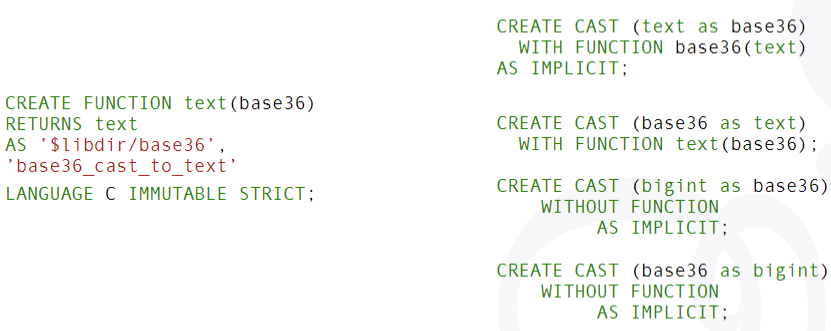 CREATE FUNCTION text(base36)
RETURNS text
AS '$libdir/base36',
'base36_cast_to_text'
LANGUAGE C IMMUTABLE STRICT;
CREATE CAST (text as base36)
WITH FUNCTION base36(text)
AS IMPLICIT;
CREATE CAST (base36 as text)
WITH FUNCTION text(base36);
CREATE CAST (bigint as base36)
WITHOUT FUNCTION
AS IMPLICIT;
CREATE CAST (base36 as bigint)
WITHOUT FUNCTION
AS IMPLICIT;